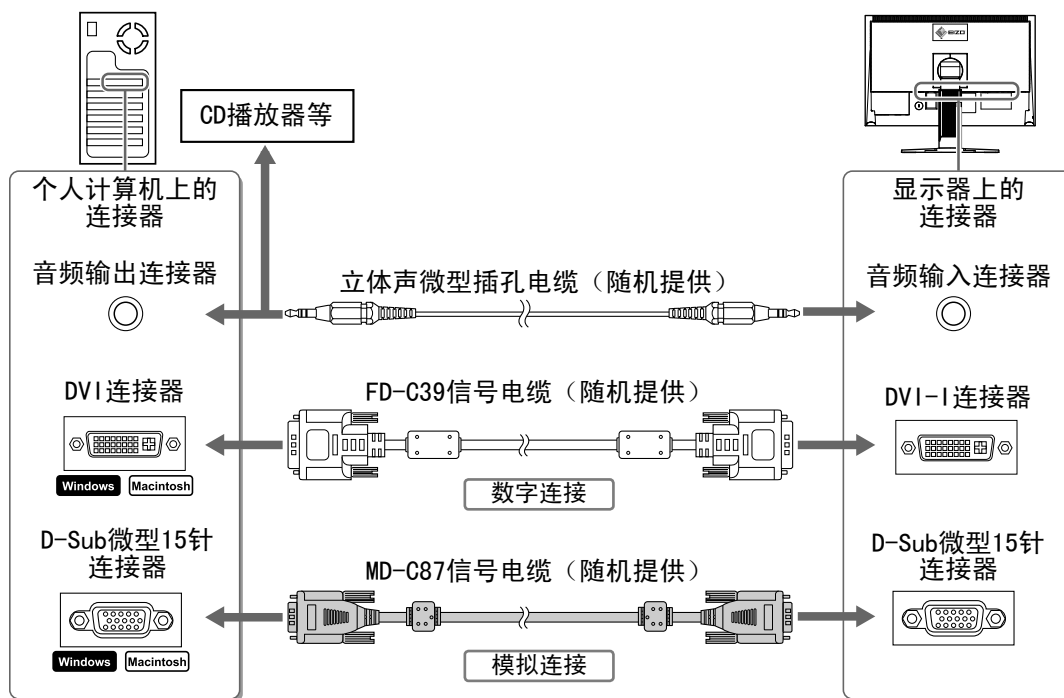 EIZO
CD播放器等
个人计算机上的
连接器
显示器上的
连接器
音频输出连接器
立体声微型插孔电缆（随机提供）
音频输入连接器
DVI连接器
FD-C39信号电缆（随机提供）
DVI-I连接器
Windows Macintosh
数字连接
D-Sub微型15针
连接器
MD-C87信号电缆（随机提供）
D-Sub微型15针
连接器
Windows Macintosh
模拟连接